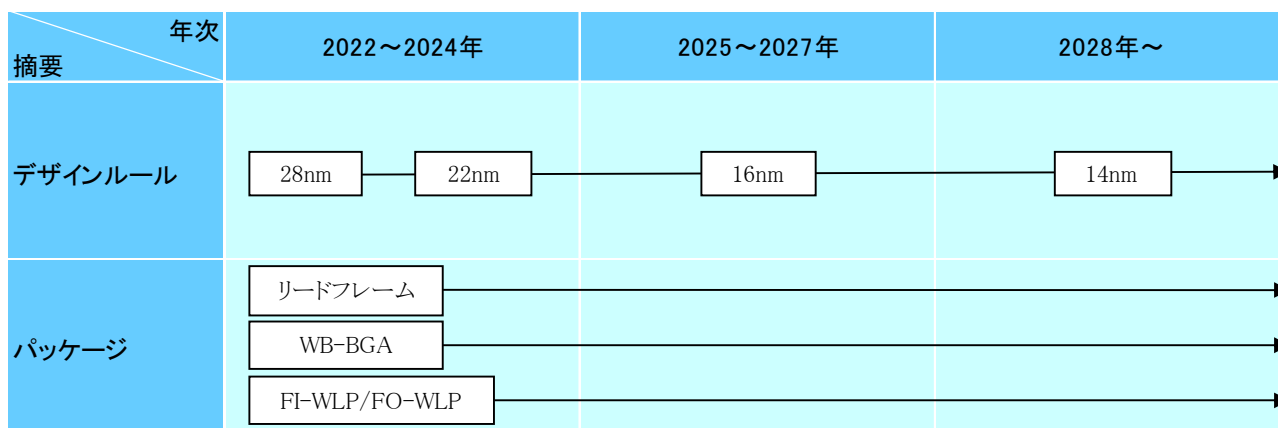 年次
摘要
2022～2024年
2025～2027年
2028年～
デザインルール
28nm
22nm
16nm
14nm
パッケージ
リードフレーム
WB-BGA
FI-WLP/FO-WLP